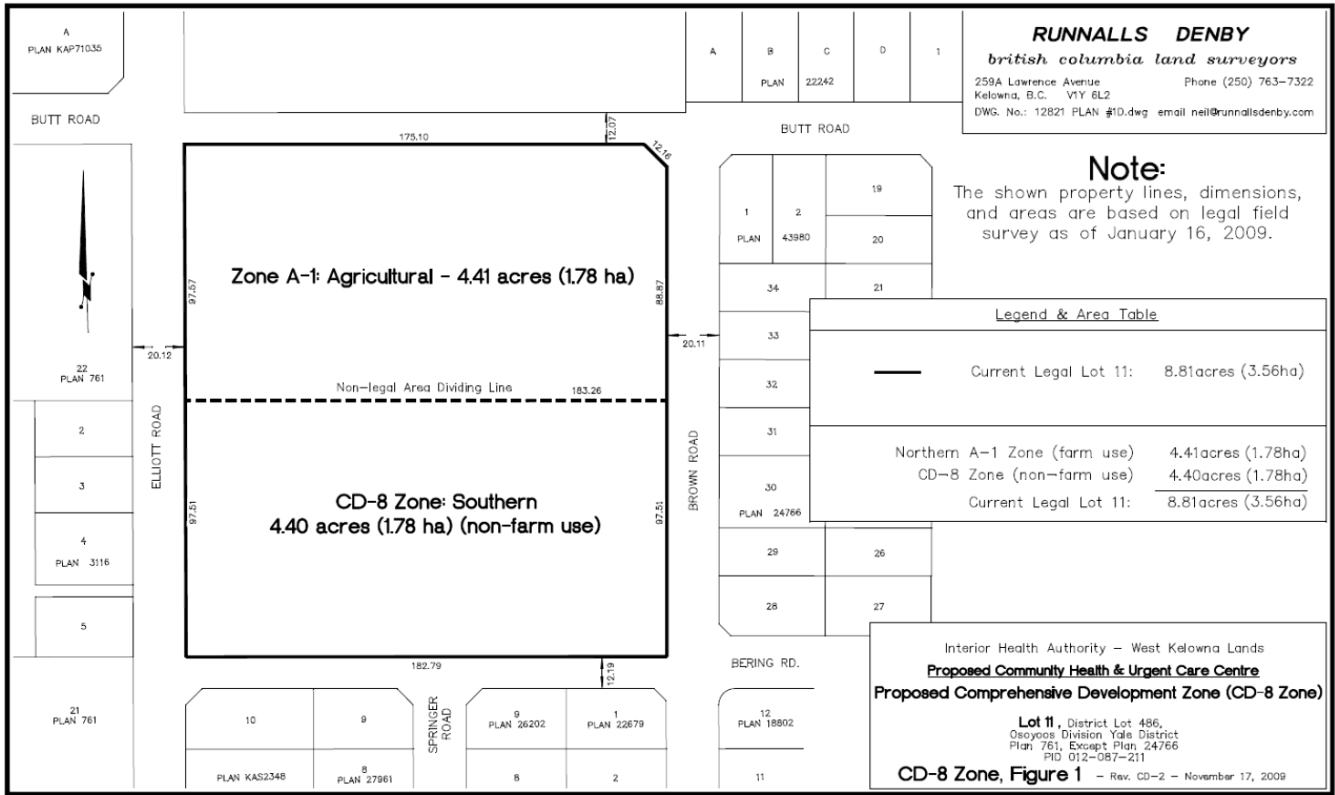 A
PLAN KAP71035
BUTT ROAD
A
B
C
D
1
PLAN
22242
BUTT ROAD
RUNNALLS DENBY
british columbia land surveyors
259A Lawrence Avenue Phone (250) 763-7322
Kelowna, B.C. V1Y 6L2
DWG. No.: 12821 PLAN #1D.dwg email neil@runnallsdenby.com
Note:
The shown property lines, dimensions,
and areas are based on legal field
survey as of January 16, 2009.
175.10
12.07
12.16
Zone A-1: Agricultural - 4.41 acres (1.78 ha)
97.57
88.87
20.12
20.11
Non-legal Area Dividing Line 183.26
CD-8 Zone: Southern
4.40 acres (1.78 ha) (non-farm use)
97.51
97.51
182.79
12.19
ELLIOTT ROAD
BROWN ROAD
22
PLAN 761
2
3
4
PLAN 3116
5
21
PLAN 761
1
2
PLAN
43980
19
20
34
21
33
32
31
30
PLAN 24766
29
26
28
27
BERING RD.
Legend & Area Table
Current Legal Lot 11: 8.81acres (3.56ha)
Northern A-1 Zone (farm use) 4.41acres (1.78ha)
CD-8 Zone (non-farm use) 4.40acres (1.78ha)
Current Legal Lot 11: 8.81acres (3.56ha)
10
9
PLAN KAS2348
8
PLAN 27961
SPRINGER
ROAD
9
PLAN 26202
1
PLAN 22679
8
2
12
PLAN 18802
11
Interior Health Authority - West Kelowna Lands
Proposed Community Health & Urgent Care Centre
Proposed Comprehensive Development Zone (CD-8 Zone)
Lot 11, District Lot 486,
Osoyoos Division Yale District
Plan 761, Except Plan 24766
PID 012-087-211
CD-8 Zone, Figure 1 - Rev. CD-2 - November 17, 2009